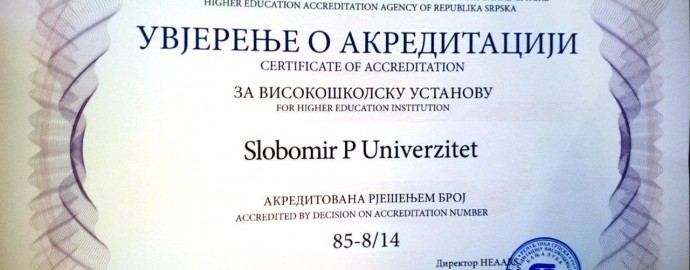 HIGHER EDUCATION ACCREDITATION AGENCY OF REPUBLIKA SRPSKA
УВЈЕРЕЊЕ О АКРЕДИТАЦИЈИ
CERTIFICATE OF ACCREDITATION
ЗА ВИСОКОШКОЛСКУ УСТАНОВУ
FOR HIGHER EDUCATION INSTITUTION
Slobomir P Univerzitet
АКРЕДИТОВАНА РЈЕШЕЊЕМ БРОЈ
ACCREDITED BY DECISION ON ACCREDITATION NUMBER
85-8/14
Директор HEAARS